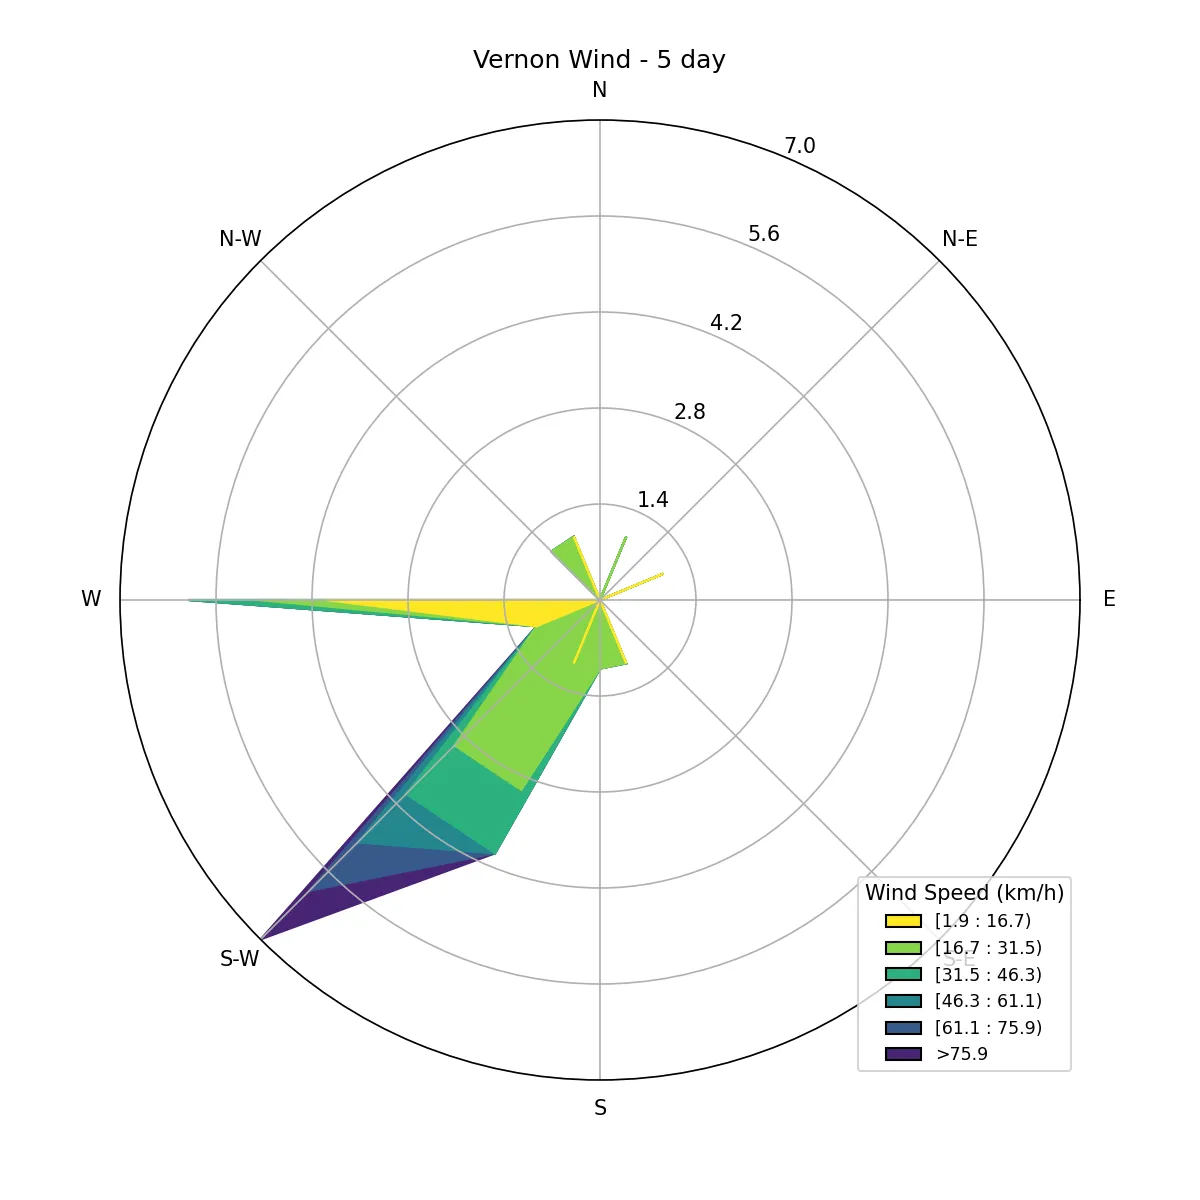 Vernon Wind - 5 day
N
7.0
N-W
5.6
N-E
4.2
2.8
1.4
W
E
S-W
S-E
S
Wind Speed (km/h)
[1.9 : 16.7)
[16.7 : 31.5)
[31.5 : 46.3)
[46.3 : 61.1)
[61.1 : 75.9)
>75.9